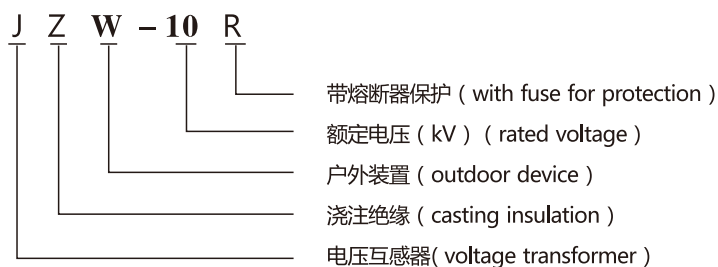 J Z W - 10 R
带熔断器保护 ( with fuse for protection )
额定电压 ( kV ) ( rated voltage )
户外装置 ( outdoor device )
浇注绝缘 ( casting insulation )
电压互感器( voltage transformer )